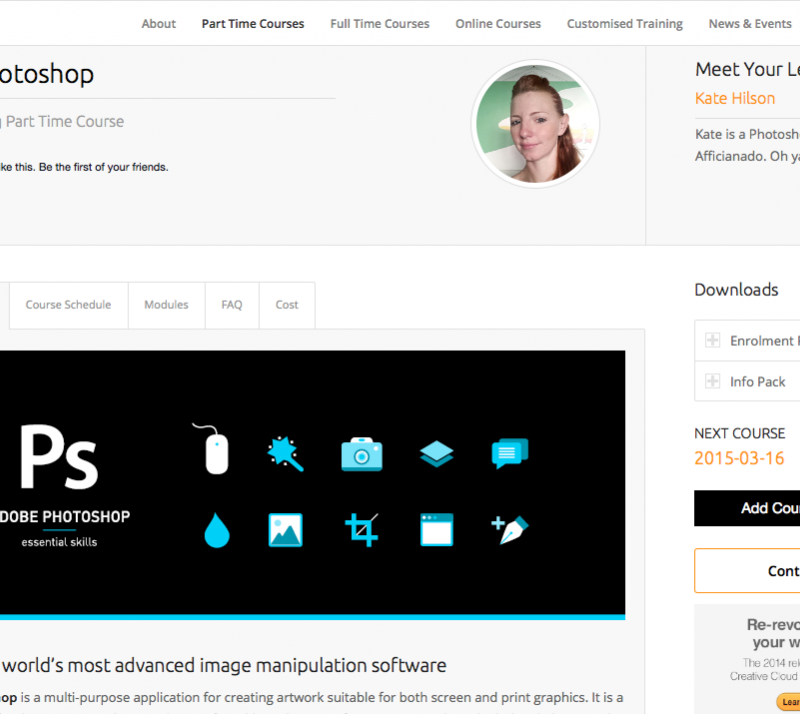 About Part Time Courses Full Time Courses Online Courses Customised Training News & Events
otoshop
Part Time Course
ke this. Be the first of your friends.
Meet Your Le
Kate Hilson
Kate is a Photosh
Afficianado. Oh ya
Course Schedule Modules FAQ Cost
Ps
DOBE PHOTOSHOP
essential skills
world's most advanced image manipulation software
op is a multi-purpose application for creating artwork suitable for both screen and print graphics. It is a
Downloads
Enrolment F
Info Pack
NEXT COURSE
2015-03-16
Add Cou
Cont
Re-revo
your w
The 2014 rel
Creative Cloud
Lear